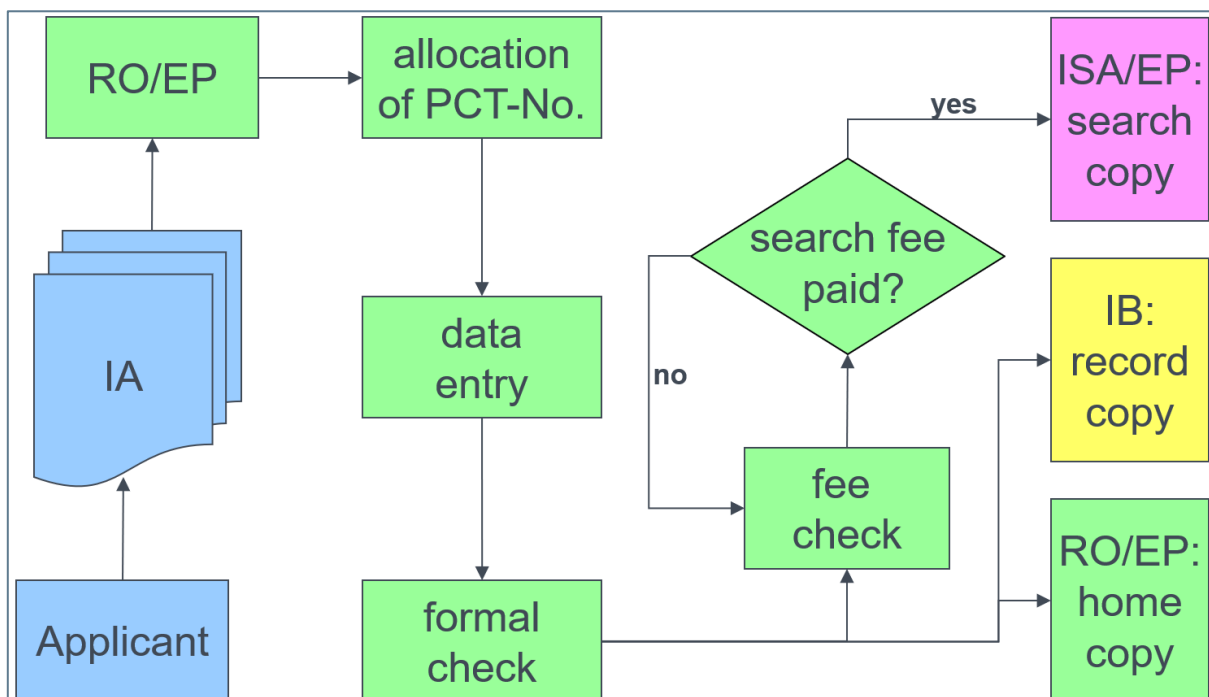 RO/EP
allocation
of PCT-No.
yes
ISA/EP:
search
copy
search fee
paid?
IA
data
entry
no
IB:
record
copy
fee
check
Applicant
formal
check
RO/EP:
home
copy